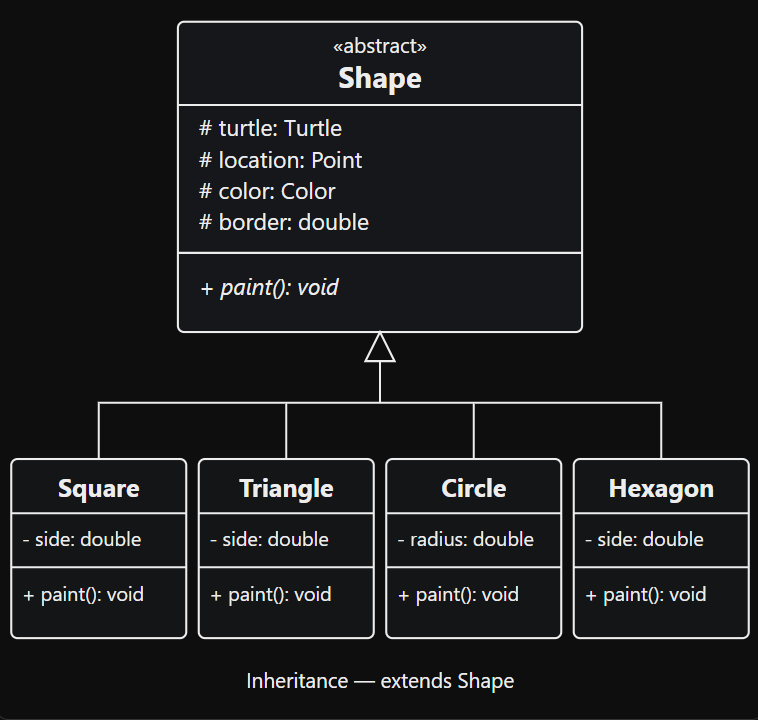 «abstract»
Shape
# turtle: Turtle
# location: Point
# color: Color
# border: double
+ paint(): void
Square
- side: double
+ paint(): void
Triangle
- side: double
+ paint(): void
Circle
- radius: double
+ paint(): void
Hexagon
- side: double
+ paint(): void
Inheritance — extends Shape